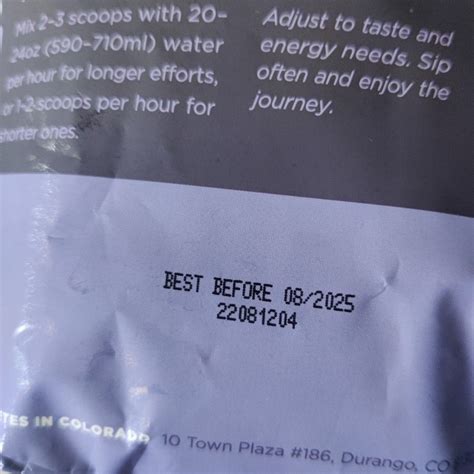 Mix 2-3 scoops with 20-
24oz (590-710ml) water
per hour for longer efforts,
or 1-2 scoops per hour for
shorter ones.
Adjust to taste and
energy needs. Sip
often and enjoy the
journey.
BEST BEFORE 08/2025
22081204
IN COLORADO
10 Town Plaza #186, Durango, CO